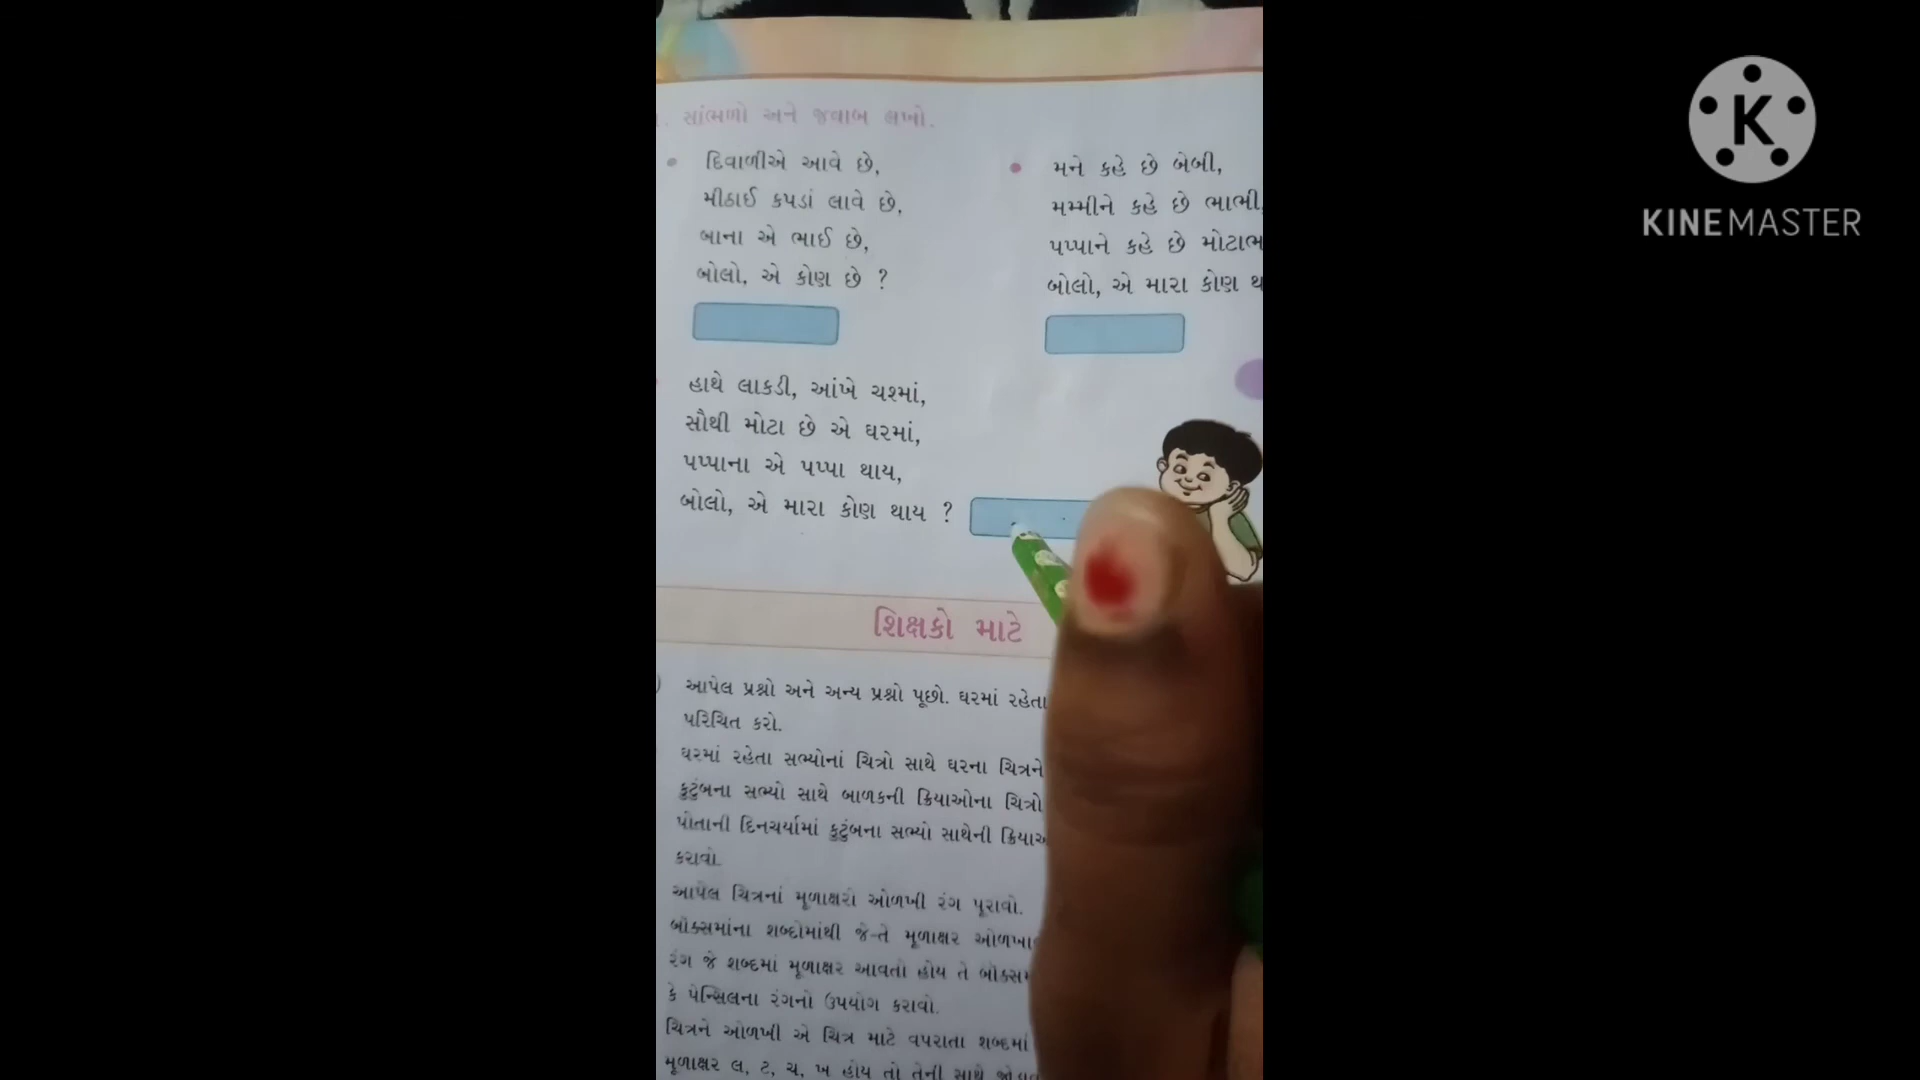 સાંભળો અને જવાબ લખો.
દિવાળીએ આવે છે,
મીઠાઈ કપડાં લાવે છે,
બાના એ ભાઈ છે,
બોલો, એ કોણ છે ?
મને કહે છે બેબી,
મમ્મીને કહે છે ભાભી,
પપ્પાને કહે છે
બોલો, એ મારા કોણ
હાથે લાકડી, આંખે ચશ્માં,
સૌથી મોટા છે એ ઘરમાં,
પપ્પાના એ પપ્પા થાય,
બોલો, એ મારા કોણ થાય ?
શિક્ષકો માટે
આપેલ પ્રશ્નો અને અન્ય પ્રશ્નો પૂછો. ઘરમાં રહેતા
પરિચિત કરો.
ઘરમાં રહેતા સભ્યોનાં ચિત્રો સાથે ઘરના ચિત્રને
કુટુંબના સભ્યો સાથે બાળકની ક્રિયાઓના ચિત્રો
પોતાની દિનચર્યામાં કુટુંબના સભ્યો સાથેની
કરાવો.
આપેલ ચિત્રનાં મૂળાક્ષરો ઓળખી રંગ પૂરાવો.
બૉક્સમાંના શબ્દોમાંથી જે-તે મૂળાક્ષર
રંગ જે શબ્દમાં મૂળાક્ષર આવતો હોય તે
કે પેન્સિલના રંગનો ઉપયોગ કરાવો.
ચિત્રને ઓળખી એ ચિત્ર માટે વપરાતા શબ્દમાં
મૂળાક્ષર લ, ટ, ચ, ખ હોય તો તેની સાથે
KINEMASTER